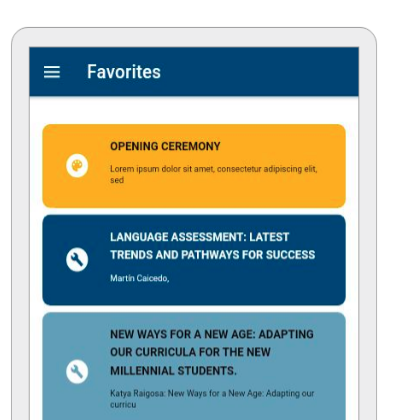 Favorites
OPENING CEREMONY
Lorem ipsum dolor sit amet, consectetur adipiscing elit,
sed
LANGUAGE ASSESSMENT: LATEST
TRENDS AND PATHWAYS FOR SUCCESS
Martín Caicedo,
NEW WAYS FOR A NEW AGE: ADAPTING
OUR CURRICULA FOR THE NEW
MILLENNIAL STUDENTS.
Katya Raigosa: New Ways for a New Age: Adapting our
curricu